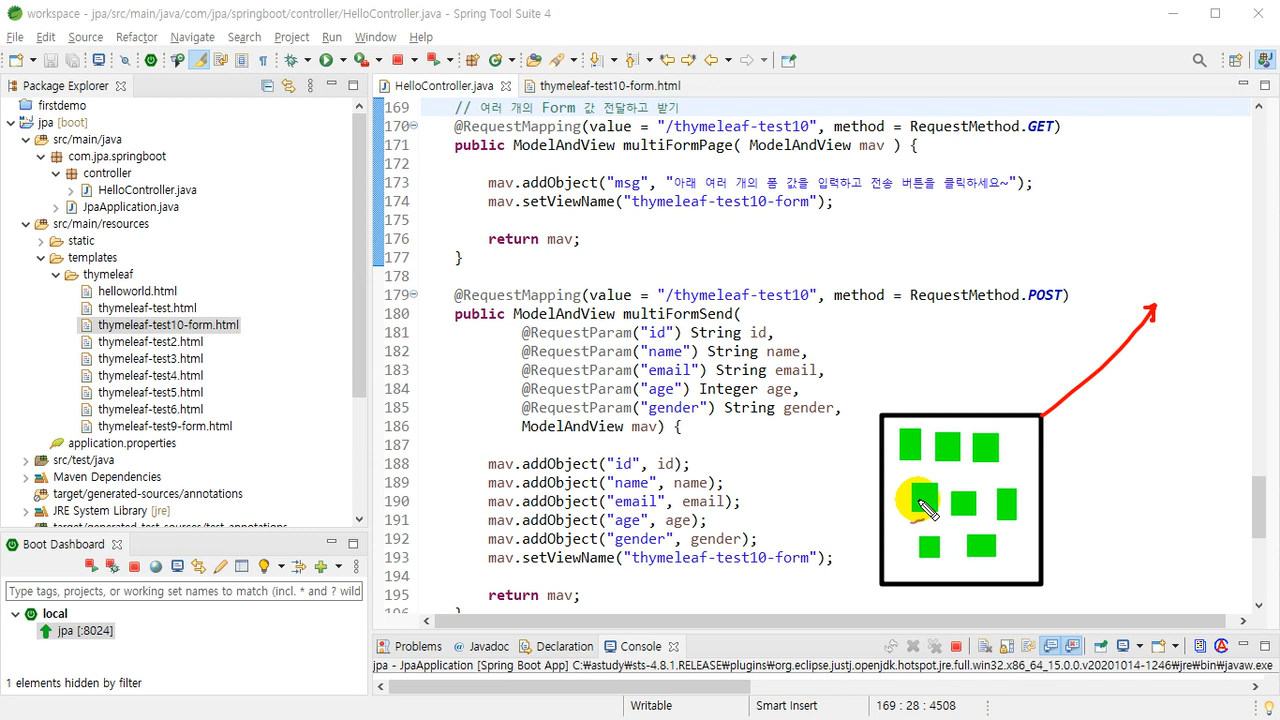 workspace - jpa/src/main/java/com/jpa/springboot/controller/HelloController.java - Spring Tool Suite 4
File Edit Source Refactor Navigate Search Project Run Window Help
Package Explorer
firstdemo
jpa [boot]
src/main/java
com.jpa.springboot
controller
HelloController.java
JpaApplication.java
src/main/resources
static
templates
thymeleaf
helloworld.html
thymeleaf-test.html
thymeleaf-test10-form.html
thymeleaf-test2.html
thymeleaf-test3.html
thymeleaf-test4.html
thymeleaf-test5.html
thymeleaf-test6.html
thymeleaf-test9-form.html
application.properties
src/test/java
Maven Dependencies
target/generated-sources/annotations
JRE System Library [jre]
target/generated-test-sources/test-annotations
Boot Dashboard
Type tags, projects, or working set names to match (incl. * and ? wild
local
jpa [:8024]
1 elements hidden by filter
HelloController.java thymeleaf-test10-form.html
169 // 여러 개의 Form 값 전달하고 받기
170 @RequestMapping(value = "/thymeleaf-test10", method = RequestMethod.GET)
171 public ModelAndView multiFormPage( ModelAndView mav ) {
172
173 mav.addObject("msg", "아래 여러 개의 폼 값을 입력하고 전송 버튼을 클릭하세요~");
174 mav.setViewName("thymeleaf-test10-form");
175
176 return mav;
177 }
178
179 @RequestMapping(value = "/thymeleaf-test10", method = RequestMethod.POST)
180 public ModelAndView multiFormSend(
181 @RequestParam("id") String id,
182 @RequestParam("name") String name,
183 @RequestParam("email") String email,
184 @RequestParam("age") Integer age,
185 @RequestParam("gender") String gender,
186 ModelAndView mav) {
187
188 mav.addObject("id", id);
189 mav.addObject("name", name);
190 mav.addObject("email", email);
191 mav.addObject("age", age);
192 mav.addObject("gender", gender);
193 mav.setViewName("thymeleaf-test10-form");
194
195 return mav;
196 }
Problems @ Javadoc Declaration Console
jpa - JpaApplication [Spring Boot App] C:₩astudy₩sts-4.8.1.RELEASE₩plugins₩org.eclipse.justj.openjdk.hotspot.jre.full.win32.x86_64_15.0.0.v20201014-1246₩jre₩bin₩javaw.exe
Writable Smart Insert 169 : 28 : 4508